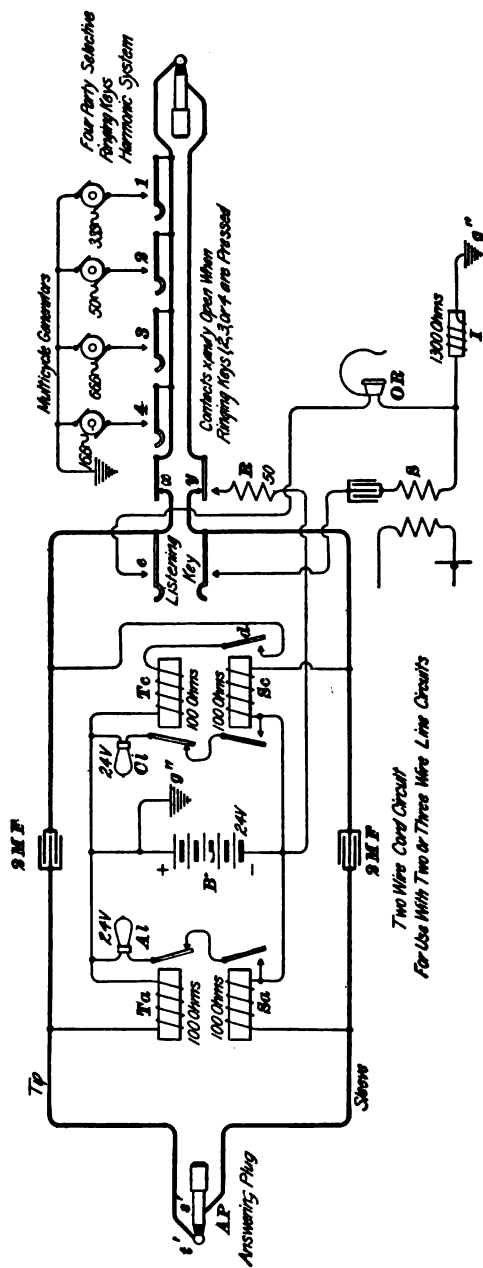 Four Party Selective
Ringing Keys
Harmonic System
Multicycle Generators
16⅔~
66⅔~
50~
33⅓~
4
3
2
1
Contacts x, and y Open When
Ringing Keys 1, 2, 3, or 4 are Pressed
x
y
R
50
e
Listening
Key
OR
1300 Ohms
I
g"
s
2 MF
Tip
24V
Al
Ta
100 Ohms
100 Ohms
Sa
+
B
24V
−
g"
24V
Cl
Tc
100 Ohms
100 Ohms
Sc
d
2 MF
Sleeve
t'
s'
AP
Answering Plug
Two Wire Cord Circuit
For Use With Two or Three Wire Line Circuits